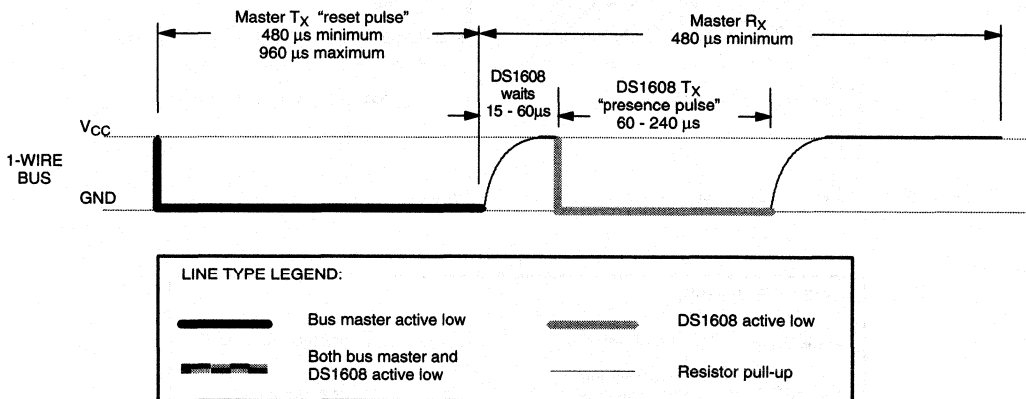 Master TX "reset pulse"
480 µs minimum
960 µs maximum
Master RX
480 µs minimum
DS1608
waits
15 - 60µs
DS1608 TX
"presence pulse"
60 - 240 µs
VCC
1-WIRE
BUS
GND
LINE TYPE LEGEND:
Bus master active low
DS1608 active low
Both bus master and
DS1608 active low
Resistor pull-up